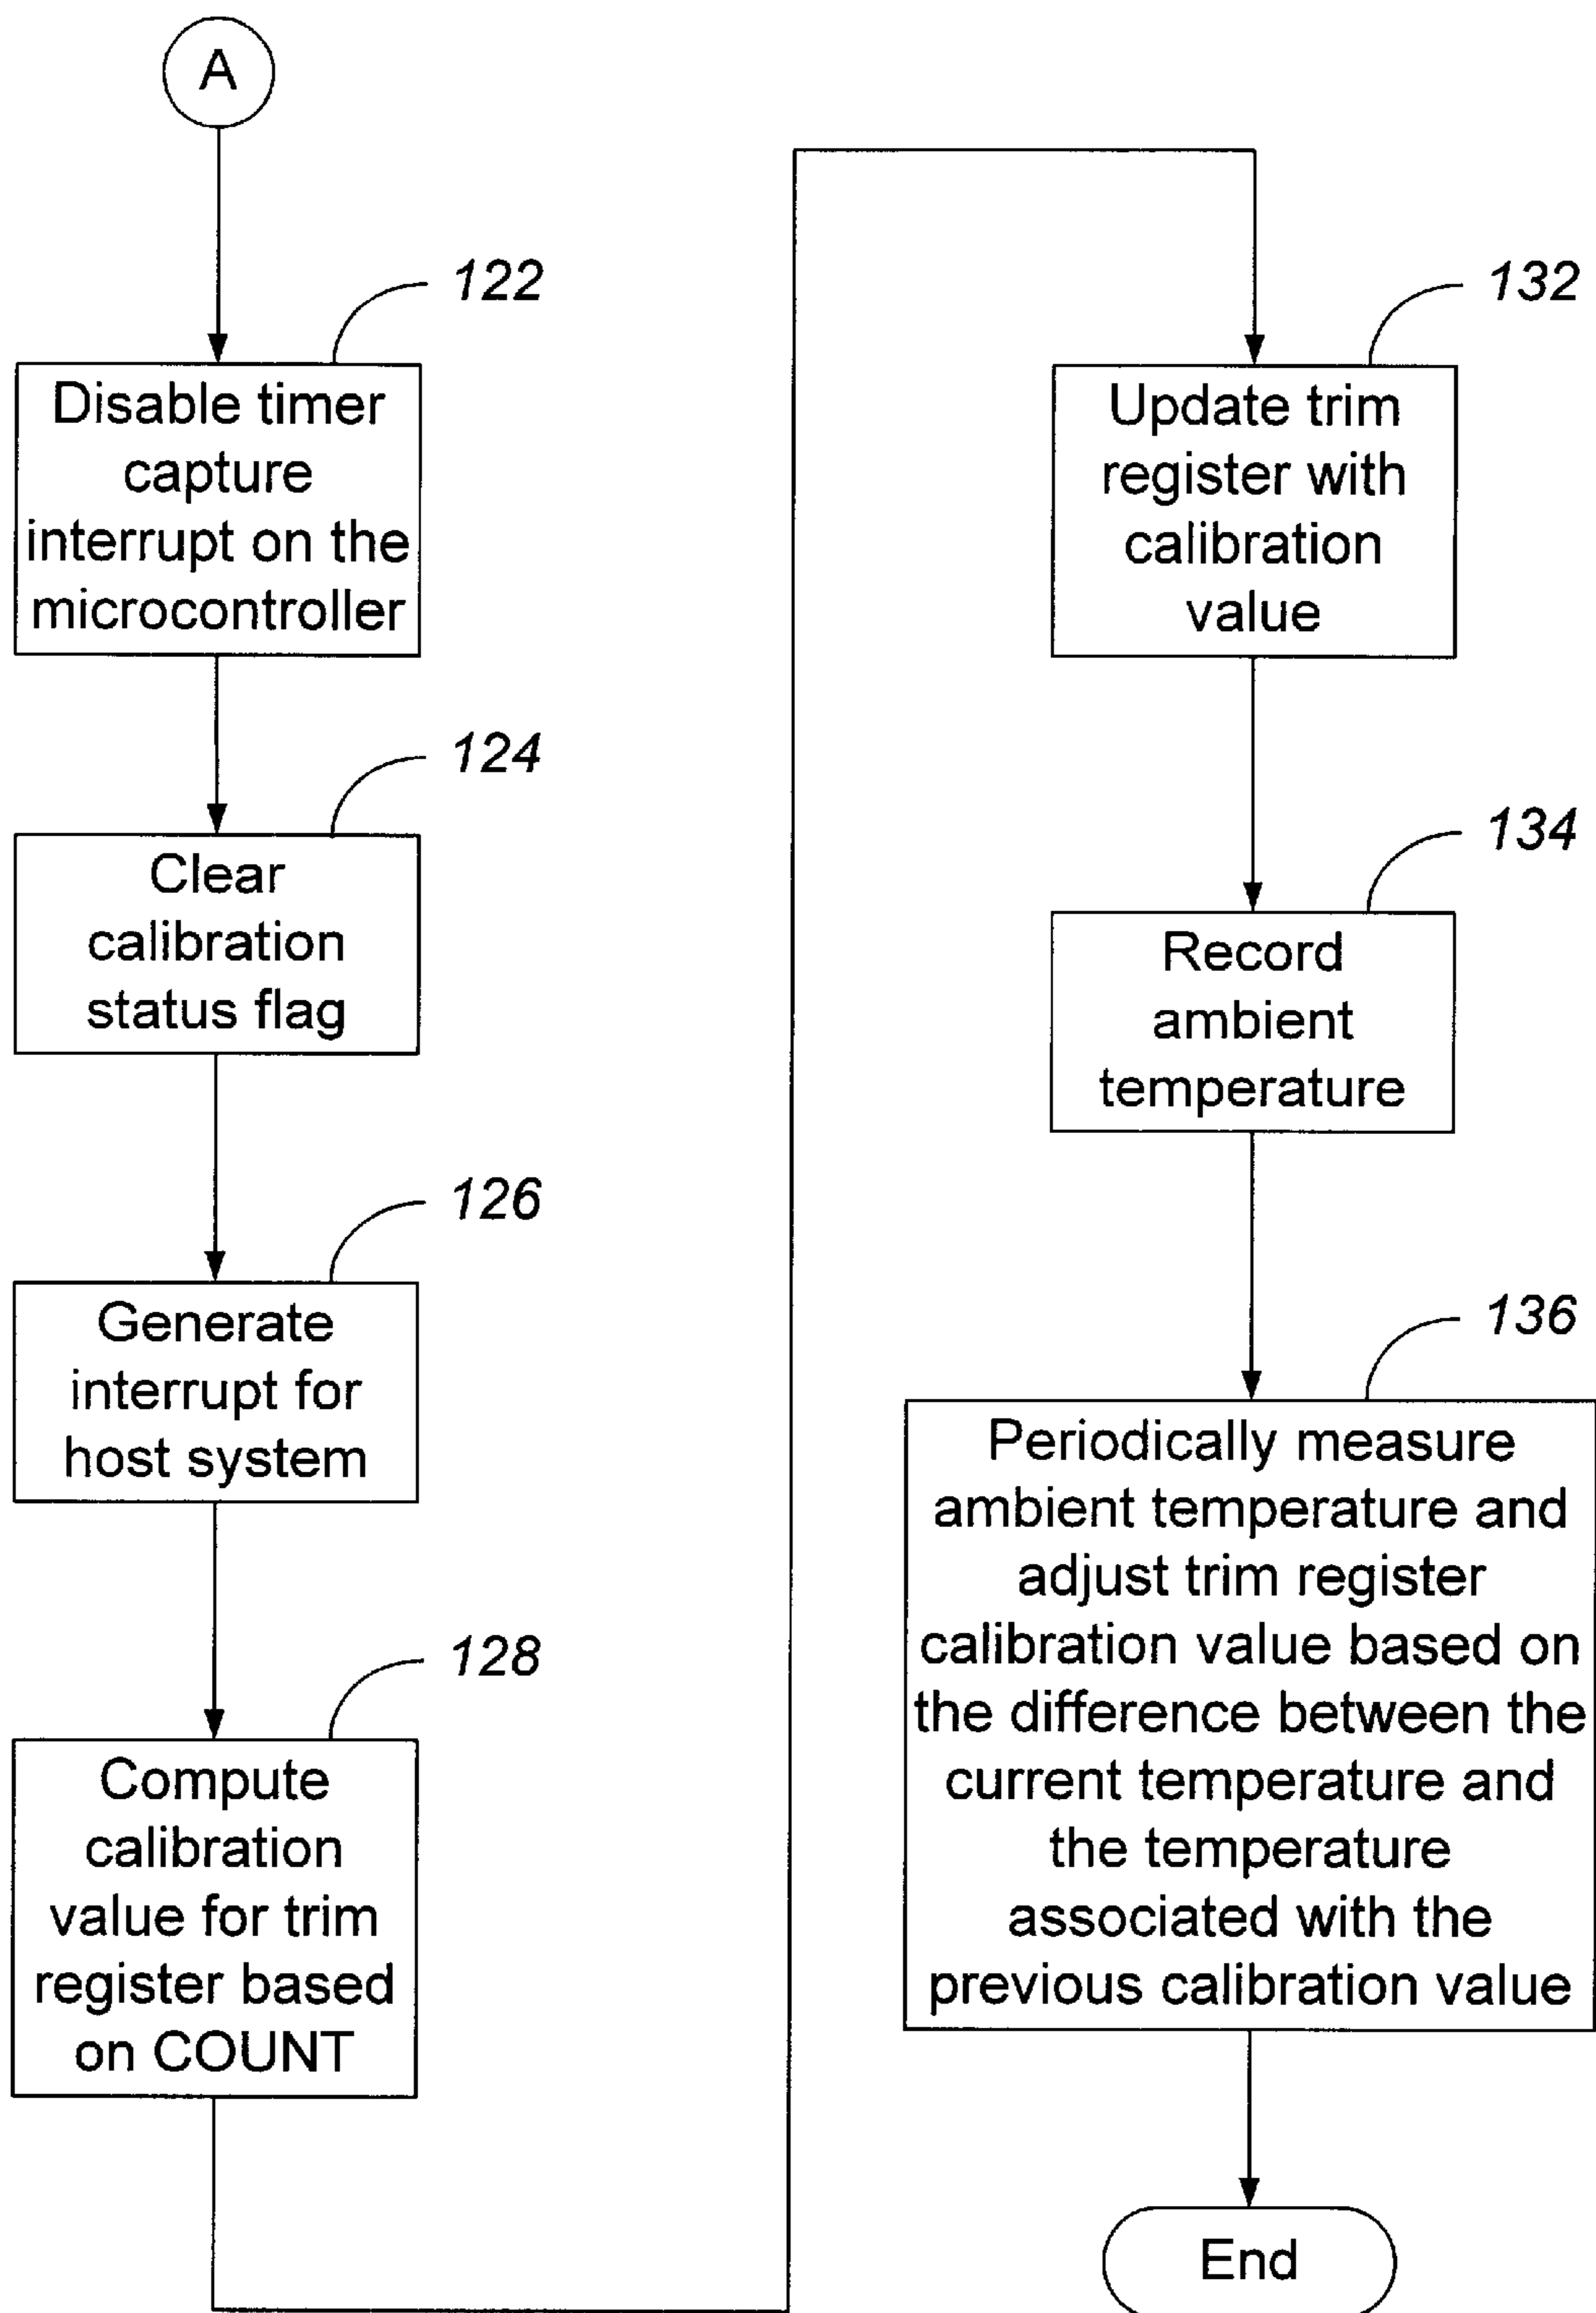 A
122
Disable timer
capture
interrupt on the
microcontroller
124
Clear
calibration
status flag
126
Generate
interrupt for
host system
128
Compute
calibration
value for trim
register based
on COUNT
132
Update trim
register with
calibration
value
134
Record
ambient
temperature
136
Periodically measure
ambient temperature and
adjust trim register
calibration value based on
the difference between the
current temperature and
the temperature
associated with the
previous calibration value
End